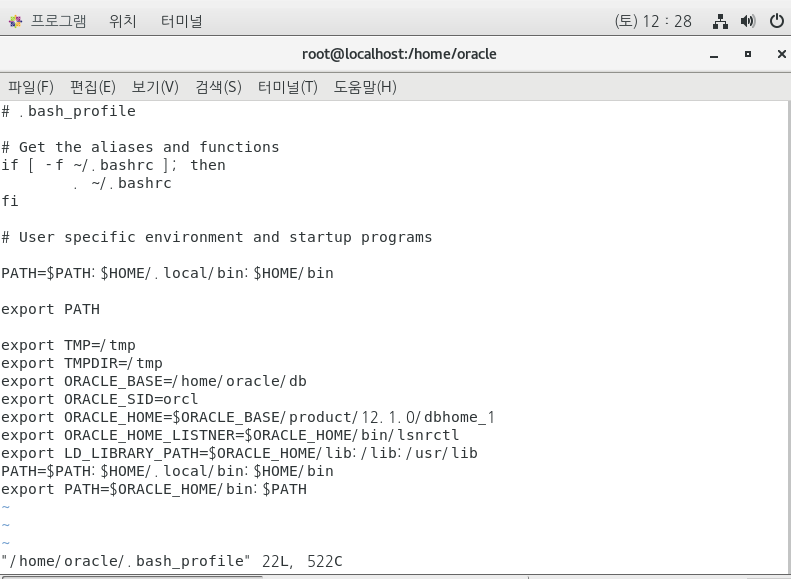 프로그램 위치 터미널 (토) 12 : 28
root@localhost:/home/oracle
파일(F) 편집(E) 보기(V) 검색(S) 터미널(T) 도움말(H)
# .bash_profile
# Get the aliases and functions
if [ -f ~/.bashrc ]; then
        . ~/.bashrc
fi
# User specific environment and startup programs
PATH=$PATH:$HOME/.local/bin:$HOME/bin
export PATH
export TMP=/tmp
export TMPDIR=/tmp
export ORACLE_BASE=/home/oracle/db
export ORACLE_SID=orcl
export ORACLE_HOME=$ORACLE_BASE/product/12.1.0/dbhome_1
export ORACLE_HOME_LISTNER=$ORACLE_HOME/bin/lsnrctl
export LD_LIBRARY_PATH=$ORACLE_HOME/lib:/lib:/usr/lib
PATH=$PATH:$HOME/.local/bin:$HOME/bin
export PATH=$ORACLE_HOME/bin:$PATH
~
~
~
"/home/oracle/.bash_profile" 22L, 522C